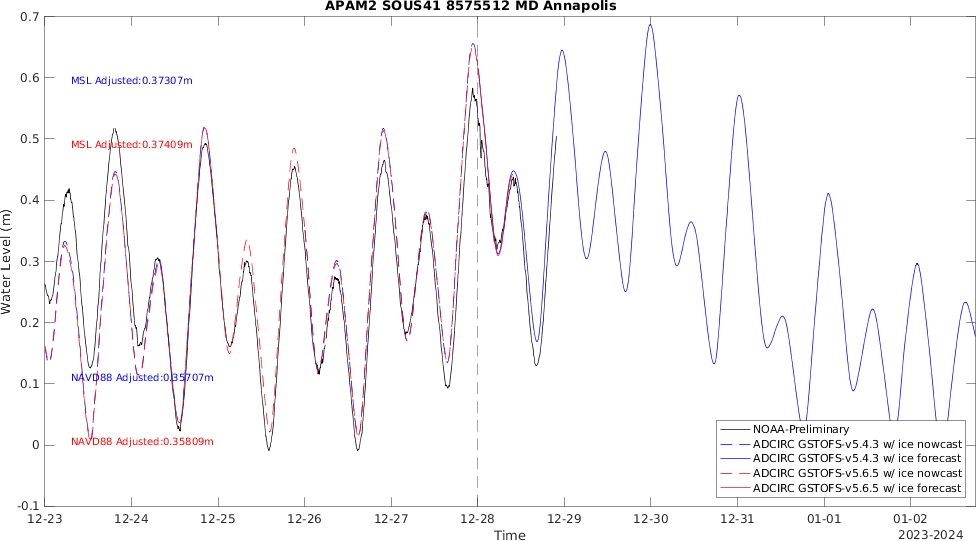 APAM2 SOUS41 8575512 MD Annapolis
0.7
0.6
0.5
0.4
0.3
0.2
0.1
0
-0.1
Water Level (m)
MSL Adjusted:0.37307m
MSL Adjusted:0.37409m
NAVD88 Adjusted:0.35707m
NAVD88 Adjusted:0.35809m
NOAA-Preliminary
ADCIRC GSTOFS-v5.4.3 w/ ice nowcast
ADCIRC GSTOFS-v5.4.3 w/ ice forecast
ADCIRC GSTOFS-v5.6.5 w/ ice nowcast
ADCIRC GSTOFS-v5.6.5 w/ ice forecast
12-23 12-24 12-25 12-26 12-27 12-28 12-29 12-30 12-31 01-01 01-02
Time
2023-2024